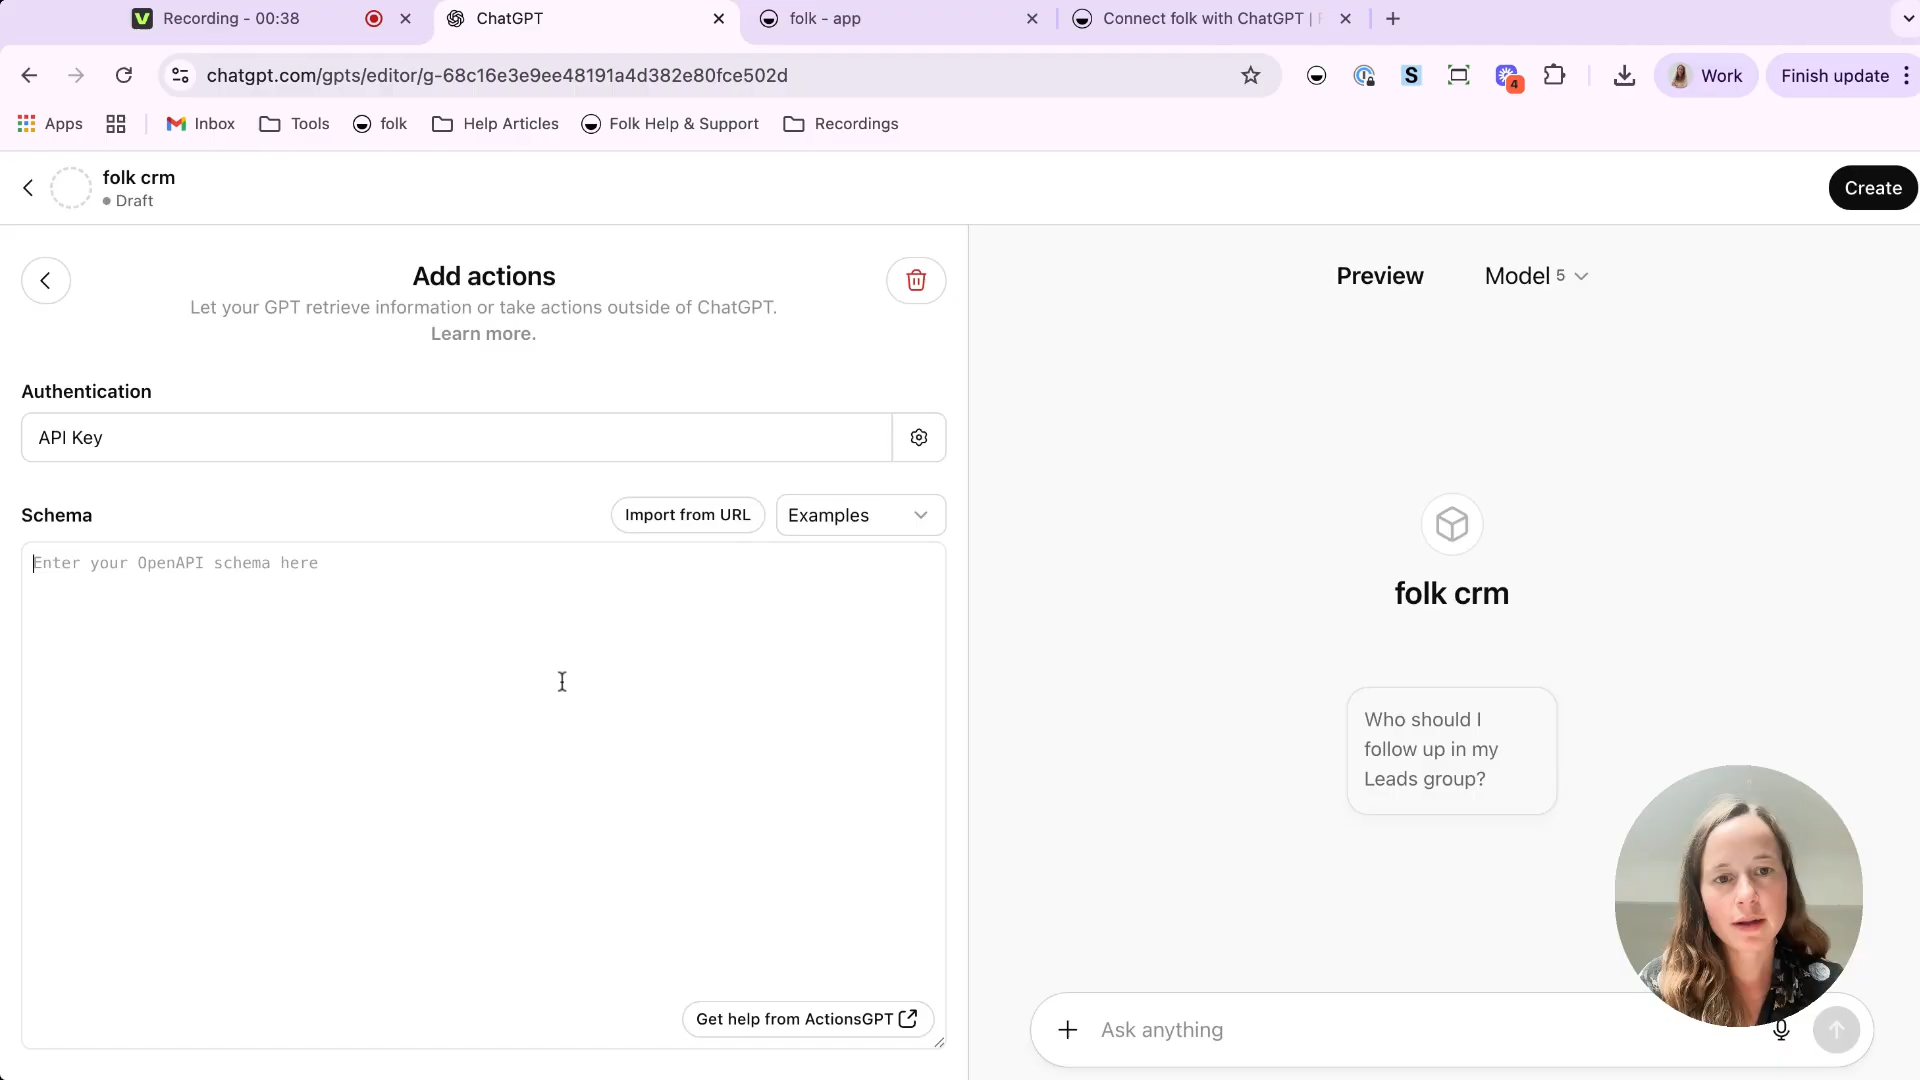 Recording - 00:38
ChatGPT
folk - app
Connect folk with ChatGPT |
chatgpt.com/gpts/editor/g-68c16e3e9ee48191a4d382e80fce502d
S
4
Work
Finish update
Apps
Inbox
Tools
folk
Help Articles
Folk Help & Support
Recordings
folk crm
Draft
Create
Add actions
Let your GPT retrieve information or take actions outside of ChatGPT.
Learn more.
Authentication
API Key
Schema
Import from URL
Examples
Enter your OpenAPI schema here
Get help from ActionsGPT
Preview
Model 5
folk crm
Who should I
follow up in my
Leads group?
Ask anything